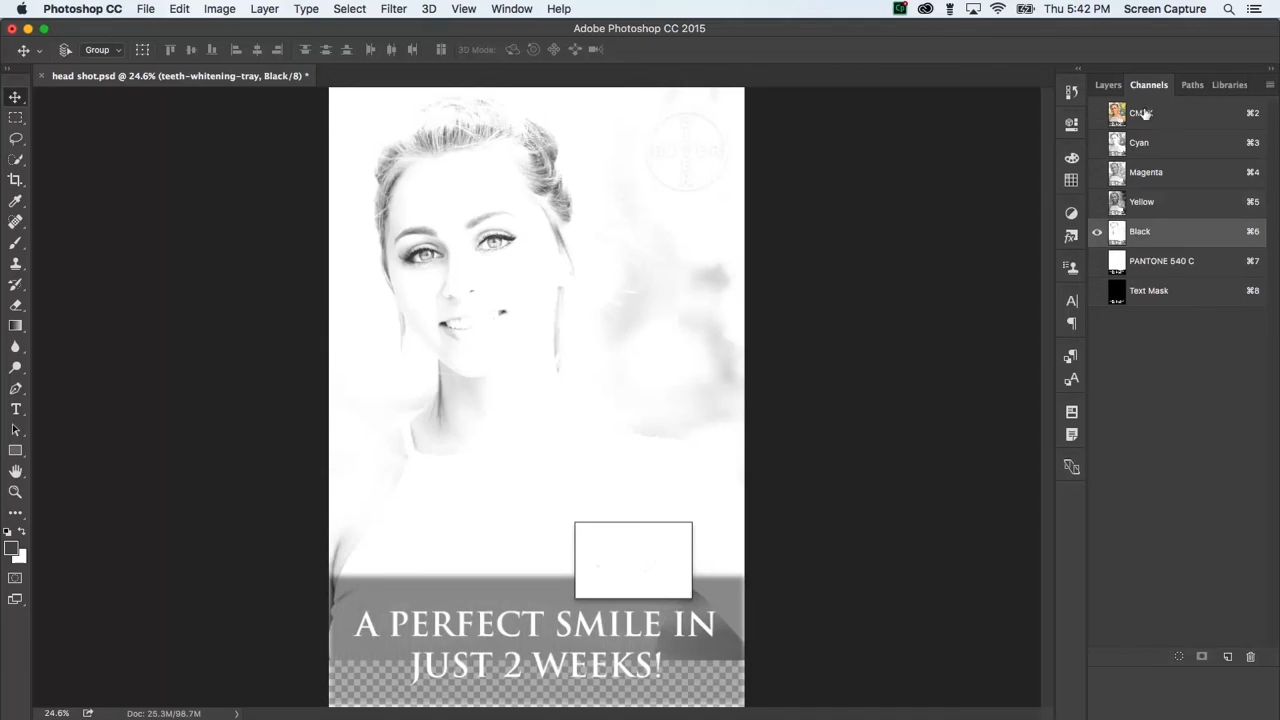 Photoshop CC File Edit Image Layer Type Select Filter 3D View Window Help Thu 5:42 PM Screen Capture
Adobe Photoshop CC 2015
Group 3D Mode:
× head shot.psd @ 24.6% (teeth-whitening-tray, Black/8) *
Layers Channels Paths Libraries
⌘2
Cyan ⌘3
Magenta ⌘4
Yellow ⌘5
Black ⌘6
PANTONE 540 C ⌘7
Text Mask ⌘8
A PERFECT SMILE IN
JUST 2 WEEKS!
24.6% Doc: 25.3M/98.7M